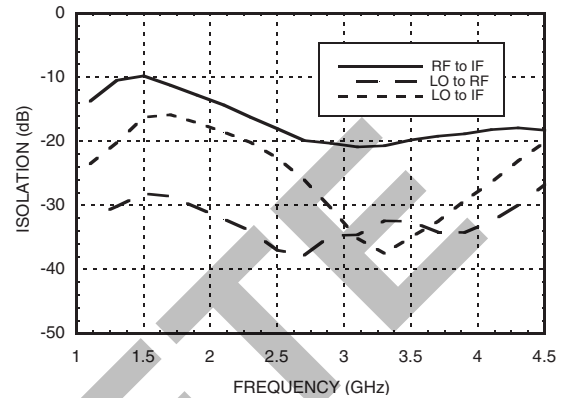 0
-10
-20
-30
-40
-50
ISOLATION (dB)
RF to IF
LO to RF
LO to IF
1 1.5 2 2.5 3 3.5 4 4.5
FREQUENCY (GHz)
ETE